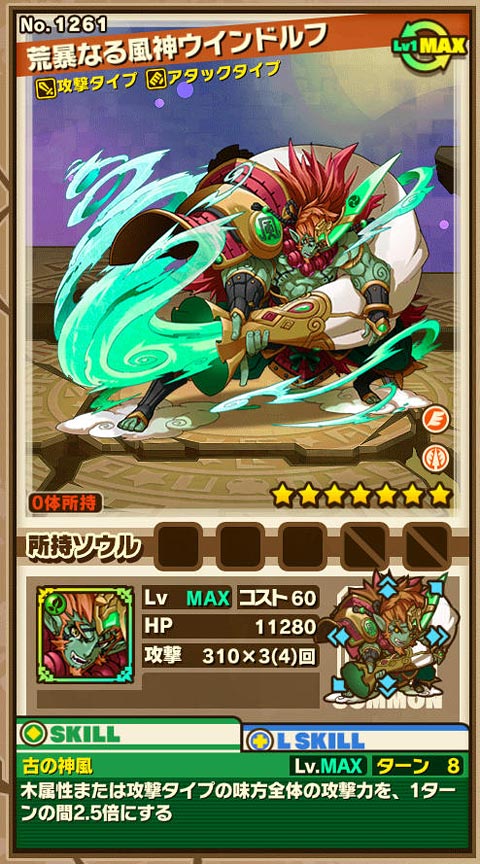 No.1261
荒暴なる風神ウインドルフ
Lv1 MAX
攻撃タイプ アタックタイプ
風
E
0体所持
所持ソウル
Lv MAX コスト 60
HP 11280
攻撃 310×3(4)回
SUMMON
SKILL
L SKILL
古の神風 Lv.MAX ターン 8
木属性または攻撃タイプの味方全体の攻撃力を、1ター
ンの間2.5倍にする